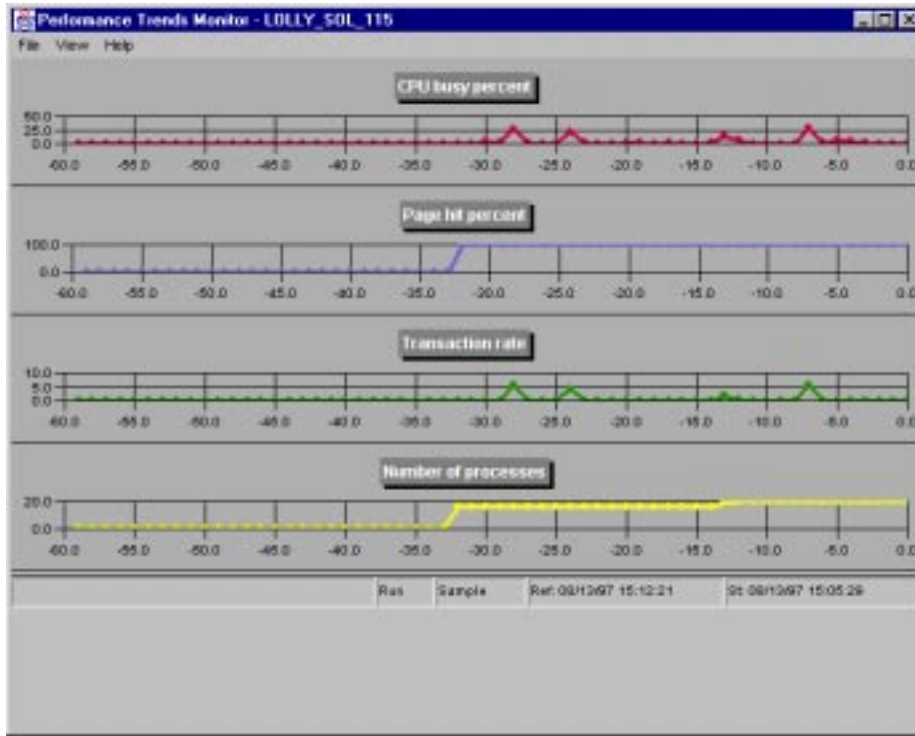 Performance Trends Monitor - LOLLY_SOL_115
File View Help
CPU busy percent
50.0
25.0
0.0
-60.0 -55.0 -50.0 -45.0 -40.0 -35.0 -30.0 -25.0 -20.0 -15.0 -10.0 -5.0 0.0
Page hit percent
100.0
0.0
-60.0 -55.0 -50.0 -45.0 -40.0 -35.0 -30.0 -25.0 -20.0 -15.0 -10.0 -5.0 0.0
Transaction rate
10.0
5.0
0.0
-60.0 -55.0 -50.0 -45.0 -40.0 -35.0 -30.0 -25.0 -20.0 -15.0 -10.0 -5.0 0.0
Number of processes
20.0
0.0
-60.0 -55.0 -50.0 -45.0 -40.0 -35.0 -30.0 -25.0 -20.0 -15.0 -10.0 -5.0 0.0
Run Sample Ref: 08/13/97 15:12:21 St: 08/13/97 15:05:29